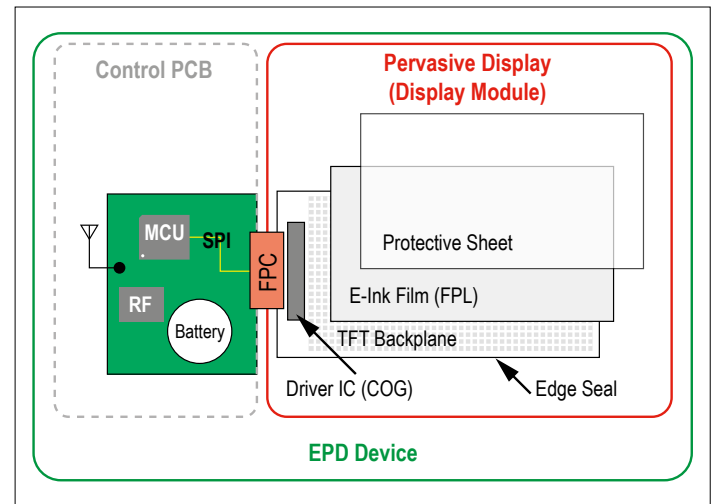 Control PCB
Pervasive Display
(Display Module)
MCU
SPI
RF
Battery
FPC
Protective Sheet
E-Ink Film (FPL)
TFT Backplane
Driver IC (COG)
Edge Seal
EPD Device